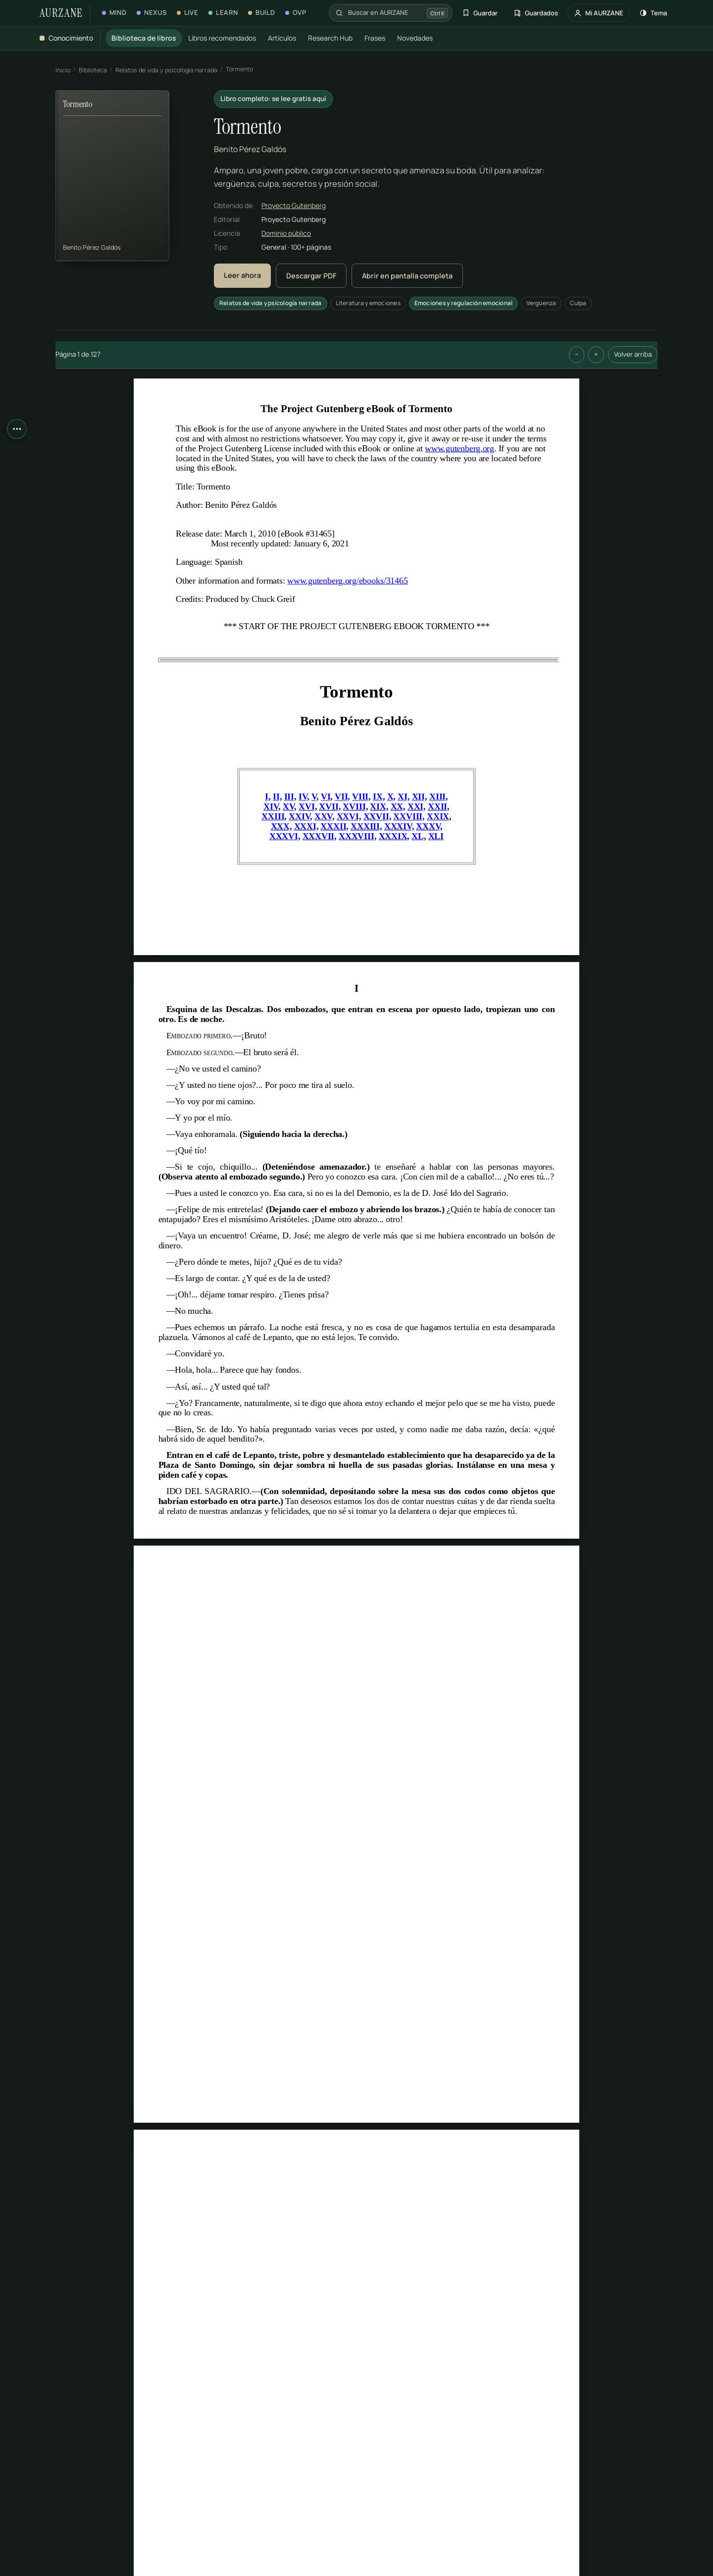 AURZANE
MIND NEXUS LIVE LEARN BUILD OVP
Buscar en AURZANE Ctrl K
Guardar Guardados Mi AURZANE Tema
Conocimiento Biblioteca de libros Libros recomendados Artículos Research Hub Frases Novedades
Inicio / Biblioteca / Relatos de vida y psicología narrada / Tormento
Tormento
Benito Pérez Galdós
Libro completo: se lee gratis aquí
Tormento
Benito Pérez Galdós
Amparo, una joven pobre, carga con un secreto que amenaza su boda. Útil para analizar:
vergüenza, culpa, secretos y presión social.
Obtenido de Proyecto Gutenberg
Editorial Proyecto Gutenberg
Licencia Dominio público
Tipo General · 100+ páginas
Leer ahora Descargar PDF Abrir en pantalla completa
Relatos de vida y psicología narrada Literatura y emociones Emociones y regulación emocional Vergüenza Culpa
Página 1 de 127 − + Volver arriba
The Project Gutenberg eBook of Tormento
This eBook is for the use of anyone anywhere in the United States and most other parts of the world at no
cost and with almost no restrictions whatsoever. You may copy it, give it away or re-use it under the terms
of the Project Gutenberg License included with this eBook or online at www.gutenberg.org. If you are not
located in the United States, you will have to check the laws of the country where you are located before
using this eBook.
Title: Tormento
Author: Benito Pérez Galdós
Release date: March 1, 2010 [eBook #31465]
Most recently updated: January 6, 2021
Language: Spanish
Other information and formats: www.gutenberg.org/ebooks/31465
Credits: Produced by Chuck Greif
*** START OF THE PROJECT GUTENBERG EBOOK TORMENTO ***
Tormento
Benito Pérez Galdós
I, II, III, IV, V, VI, VII, VIII, IX, X, XI, XII, XIII,
XIV, XV, XVI, XVII, XVIII, XIX, XX, XXI, XXII,
XXIII, XXIV, XXV, XXVI, XXVII, XXVIII, XXIX,
XXX, XXXI, XXXII, XXXIII, XXXIV, XXXV,
XXXVI, XXXVII, XXXVIII, XXXIX, XL, XLI
I
Esquina de las Descalzas. Dos embozados, que entran en escena por opuesto lado, tropiezan uno con
otro. Es de noche.
Embozado primero.—¡Bruto!
Embozado segundo.—El bruto será él.
—¿No ve usted el camino?
—¿Y usted no tiene ojos?... Por poco me tira al suelo.
—Yo voy por mi camino.
—Y yo por el mío.
—Vaya enhoramala. (Siguiendo hacia la derecha.)
—¡Qué tío!
—Si te cojo, chiquillo... (Deteniéndose amenazador.) te enseñaré a hablar con las personas mayores.
(Observa atento al embozado segundo.) Pero yo conozco esa cara. ¡Con cien mil de a caballo!... ¿No eres tú...?
—Pues a usted le conozco yo. Esa cara, si no es la del Demonio, es la de D. José Ido del Sagrario.
—¡Felipe de mis entretelas! (Dejando caer el embozo y abriendo los brazos.) ¿Quién te había de conocer tan
entapujado? Eres el mismísimo Aristóteles. ¡Dame otro abrazo... otro!
—¡Vaya un encuentro! Créame, D. José; me alegro de verle más que si me hubiera encontrado un bolsón de
dinero.
—¿Pero dónde te metes, hijo? ¿Qué es de tu vida?
—Es largo de contar. ¿Y qué es de la de usted?
—¡Oh!... déjame tomar respiro. ¿Tienes prisa?
—No mucha.
—Pues echemos un párrafo. La noche está fresca, y no es cosa de que hagamos tertulia en esta desamparada
plazuela. Vámonos al café de Lepanto, que no está lejos. Te convido.
—Convidaré yo.
—Hola, hola... Parece que hay fondos.
—Así, así... ¿Y usted qué tal?
—¿Yo? Francamente, naturalmente, si te digo que ahora estoy echando el mejor pelo que se me ha visto, puede
que no lo creas.
—Bien, Sr. de Ido. Yo había preguntado varias veces por usted, y como nadie me daba razón, decía: «¿qué
habrá sido de aquel bendito?».
Entran en el café de Lepanto, triste, pobre y desmantelado establecimiento que ha desaparecido ya de la
Plaza de Santo Domingo, sin dejar sombra ni huella de sus pasadas glorias. Instálanse en una mesa y
piden café y copas.
IDO DEL SAGRARIO.—(Con solemnidad, depositando sobre la mesa sus dos codos como objetos que
habrían estorbado en otra parte.) Tan deseosos estamos los dos de contar nuestras cuitas y de dar rienda suelta
al relato de nuestras andanzas y felicidades, que no sé si tomar yo la delantera o dejar que empieces tú.